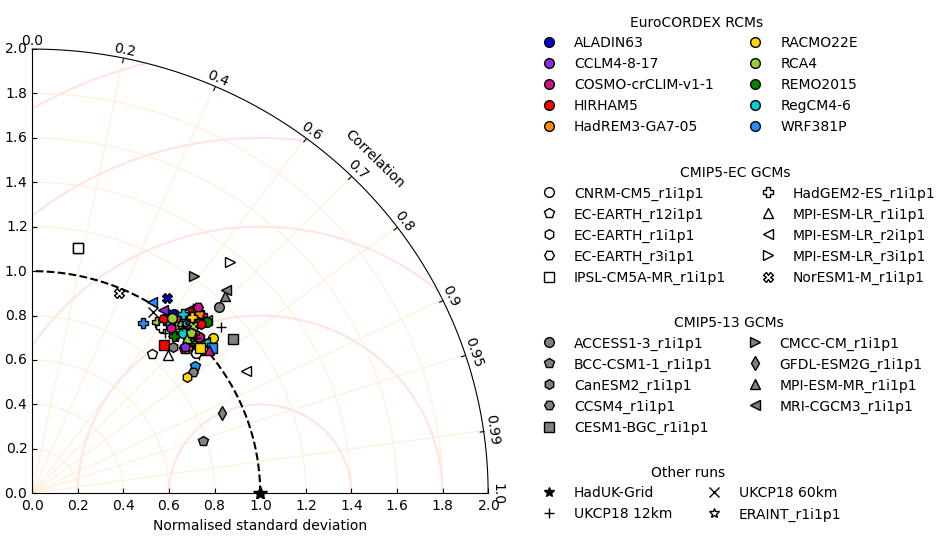 0.0
0.2
0.4
0.6
Correlation
0.7
0.8
0.9
0.95
0.99
1.0
2.0
1.8
1.6
1.4
1.2
1.0
0.8
0.6
0.4
0.2
0.0
0.0 0.2 0.4 0.6 0.8 1.0 1.2 1.4 1.6 1.8 2.0
Normalised standard deviation
EuroCORDEX RCMs
ALADIN63 RACMO22E
CCLM4-8-17 RCA4
COSMO-crCLIM-v1-1 REMO2015
HIRHAM5 RegCM4-6
HadREM3-GA7-05 WRF381P
CMIP5-EC GCMs
CNRM-CM5_r1i1p1 HadGEM2-ES_r1i1p1
EC-EARTH_r12i1p1 MPI-ESM-LR_r1i1p1
EC-EARTH_r1i1p1 MPI-ESM-LR_r2i1p1
EC-EARTH_r3i1p1 MPI-ESM-LR_r3i1p1
IPSL-CM5A-MR_r1i1p1 NorESM1-M_r1i1p1
CMIP5-13 GCMs
ACCESS1-3_r1i1p1 CMCC-CM_r1i1p1
BCC-CSM1-1_r1i1p1 GFDL-ESM2G_r1i1p1
CanESM2_r1i1p1 MPI-ESM-MR_r1i1p1
CCSM4_r1i1p1 MRI-CGCM3_r1i1p1
CESM1-BGC_r1i1p1
Other runs
HadUK-Grid UKCP18 60km
UKCP18 12km ERAINT_r1i1p1